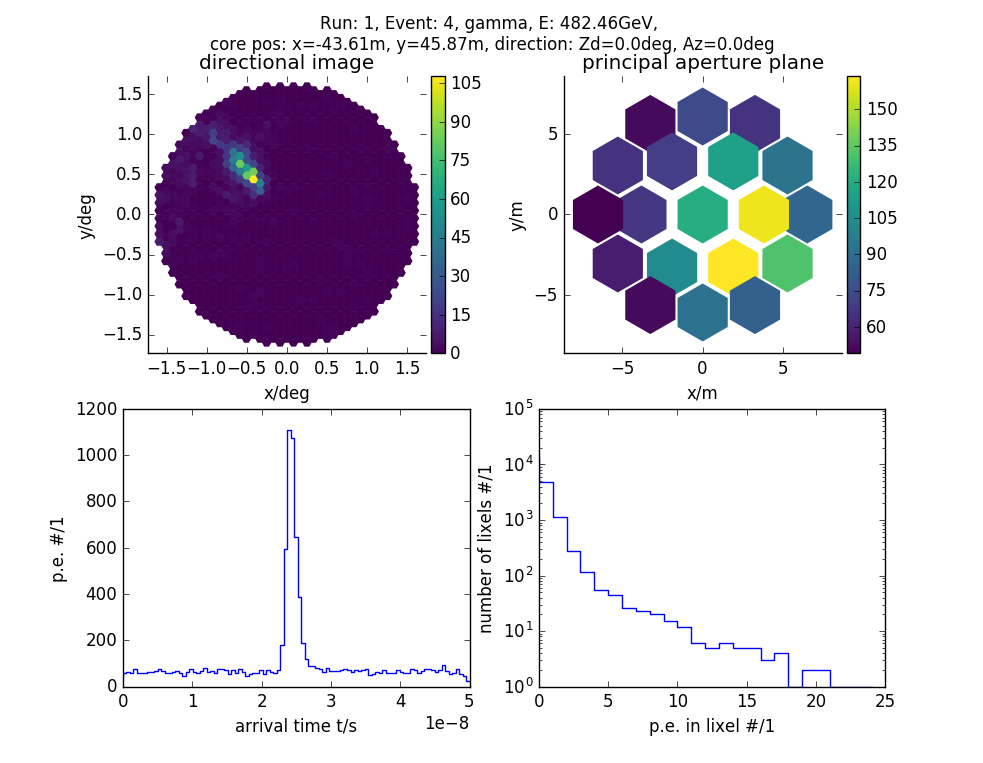 Run: 1, Event: 4, gamma, E: 482.46GeV,
core pos: x=-43.61m, y=45.87m, direction: Zd=0.0deg, Az=0.0deg
directional image
1.5
1.0
0.5
0.0
−0.5
−1.0
−1.5
y/deg
−1.5 −1.0 −0.5 0.0 0.5 1.0 1.5
x/deg
105
90
75
60
45
30
15
0
principal aperture plane
5
0
−5
y/m
−5 0 5
x/m
150
135
120
105
90
75
60
1200
1000
800
600
400
200
0
p.e. #/1
0 1 2 3 4 5
1e−8
arrival time t/s
10^5
10^4
10^3
10^2
10^1
10^0
number of lixels #/1
0 5 10 15 20 25
p.e. in lixel #/1